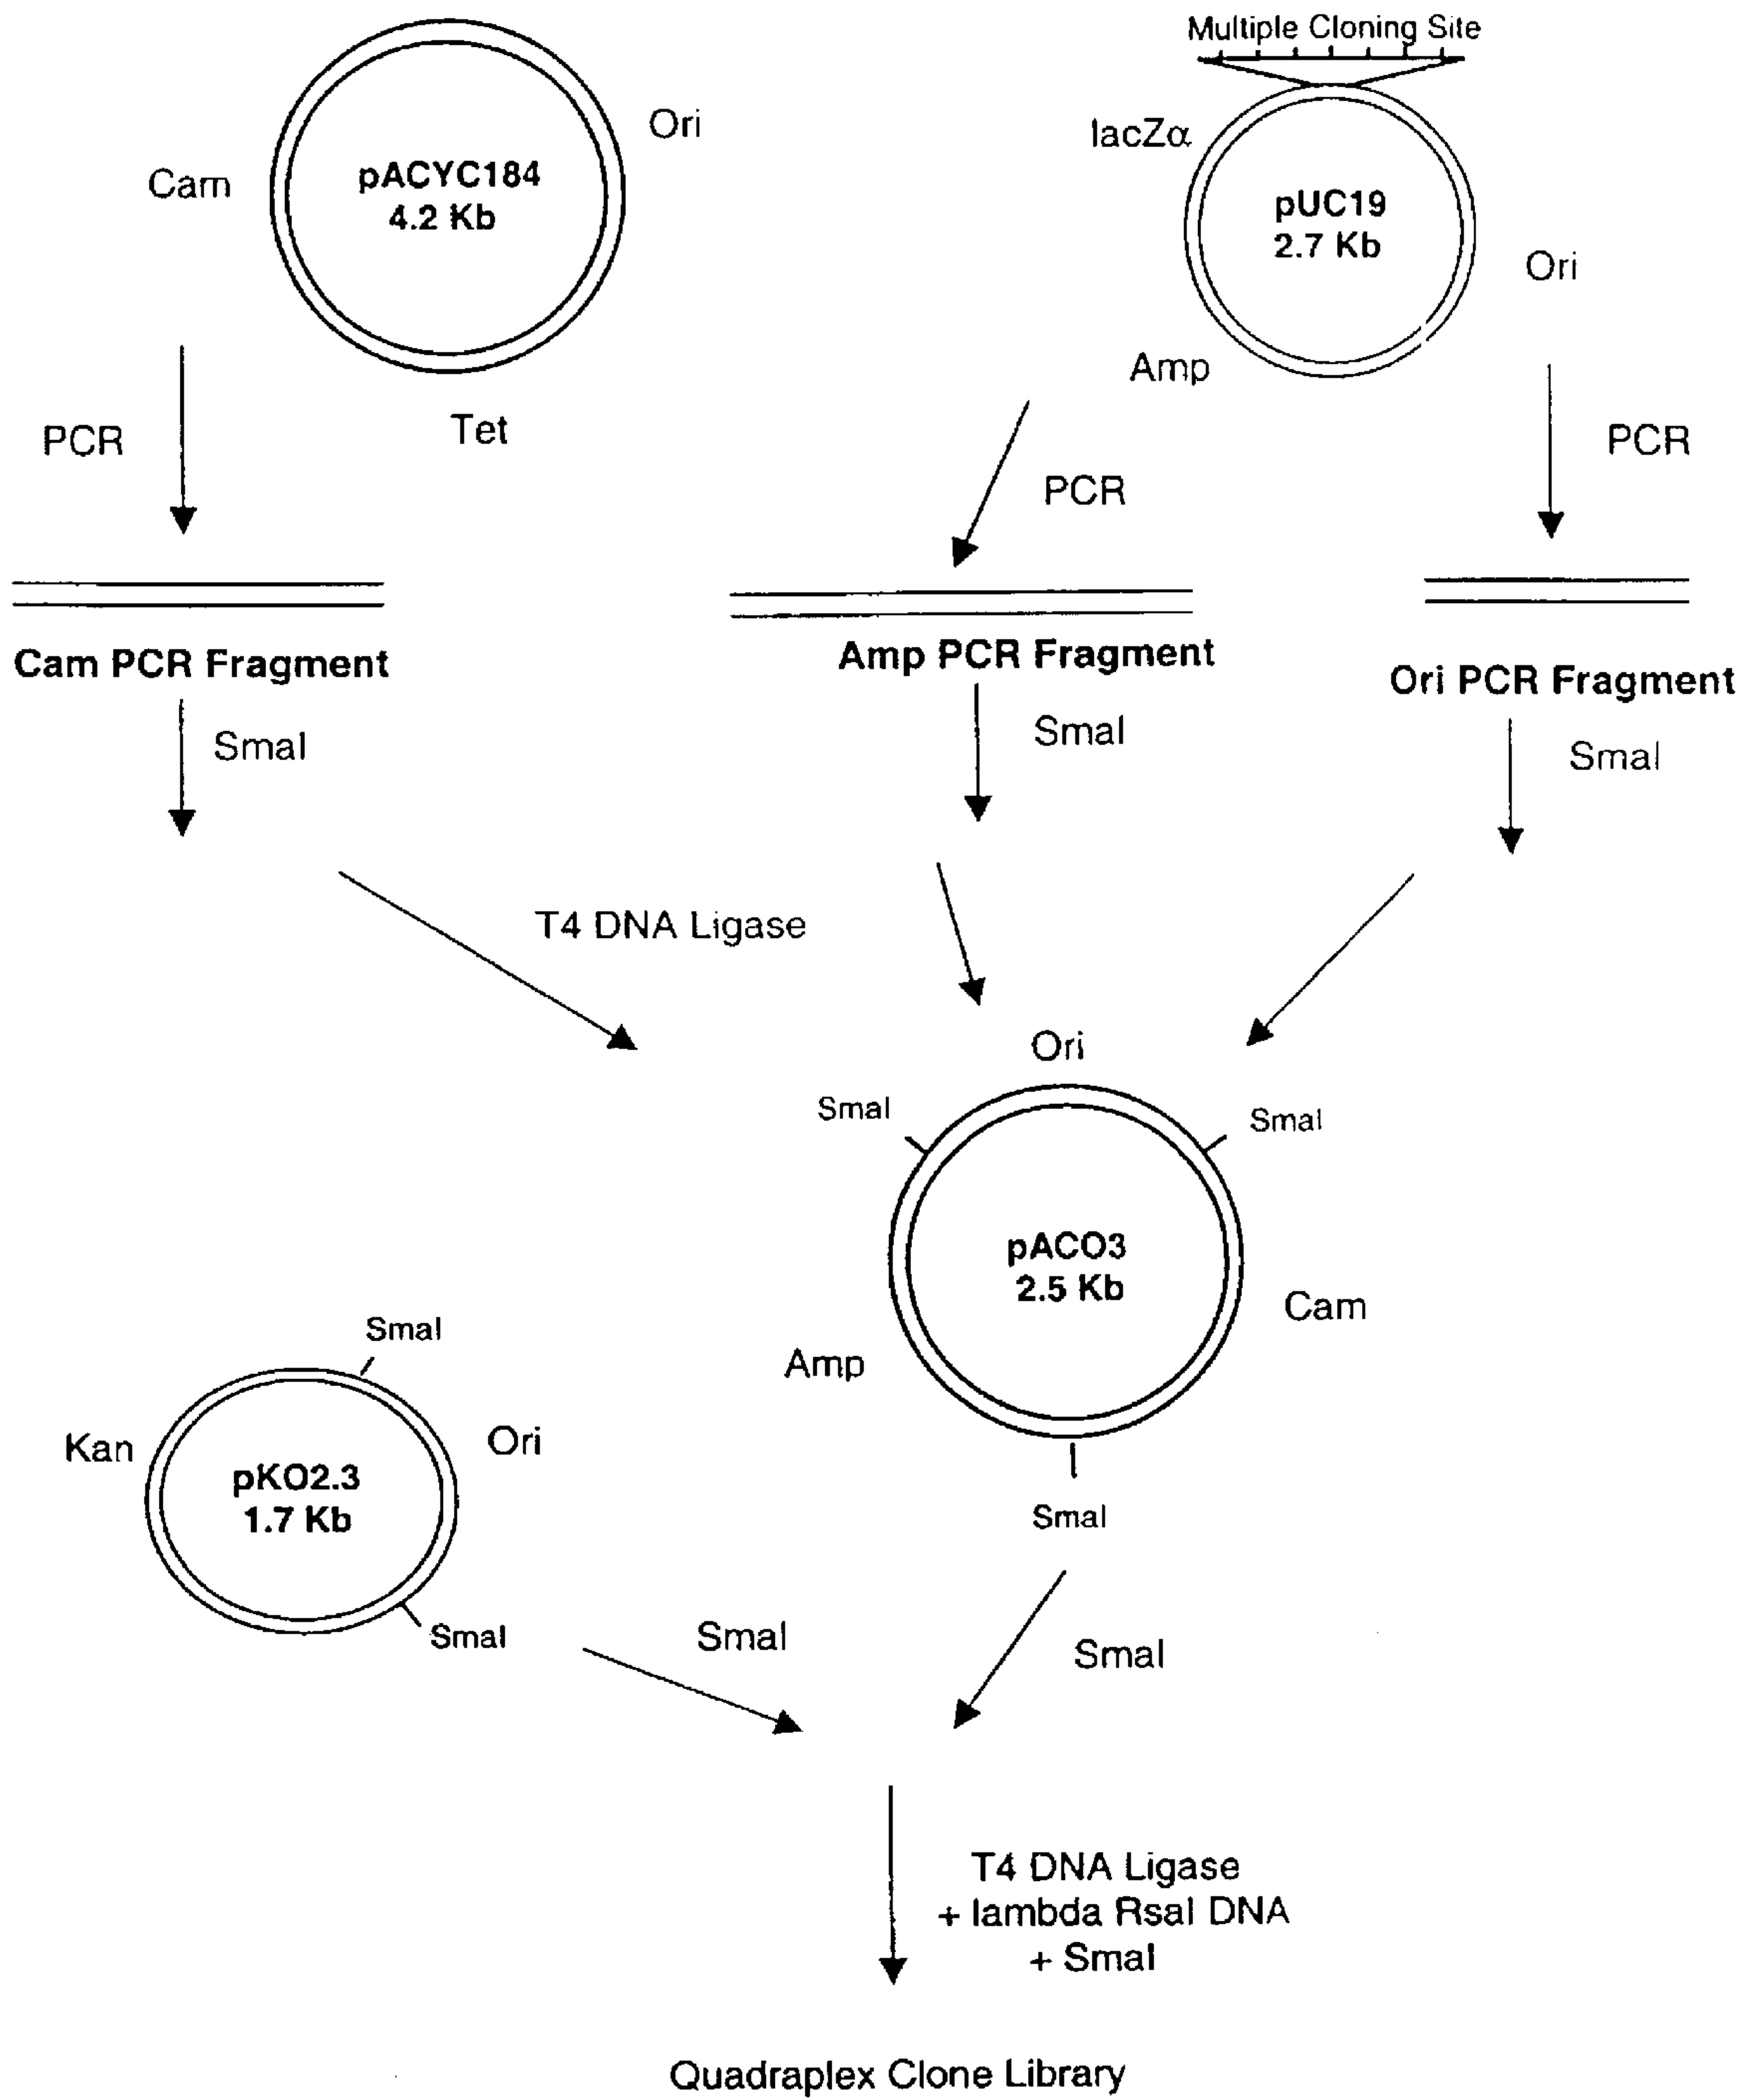 Multiple Cloning Site
Ori
lacZα
Cam
pACYC184
4.2 Kb
pUC19
2.7 Kb
Ori
Amp
Tet
PCR
PCR
PCR
Cam PCR Fragment
Amp PCR Fragment
Ori PCR Fragment
SmaI
SmaI
SmaI
T4 DNA Ligase
Ori
SmaI
SmaI
pACO3
2.5 Kb
Cam
Amp
SmaI
SmaI
Kan
Ori
pKO2.3
1.7 Kb
SmaI
SmaI
SmaI
T4 DNA Ligase
+ lambda RsaI DNA
+ SmaI
Quadraplex Clone Library